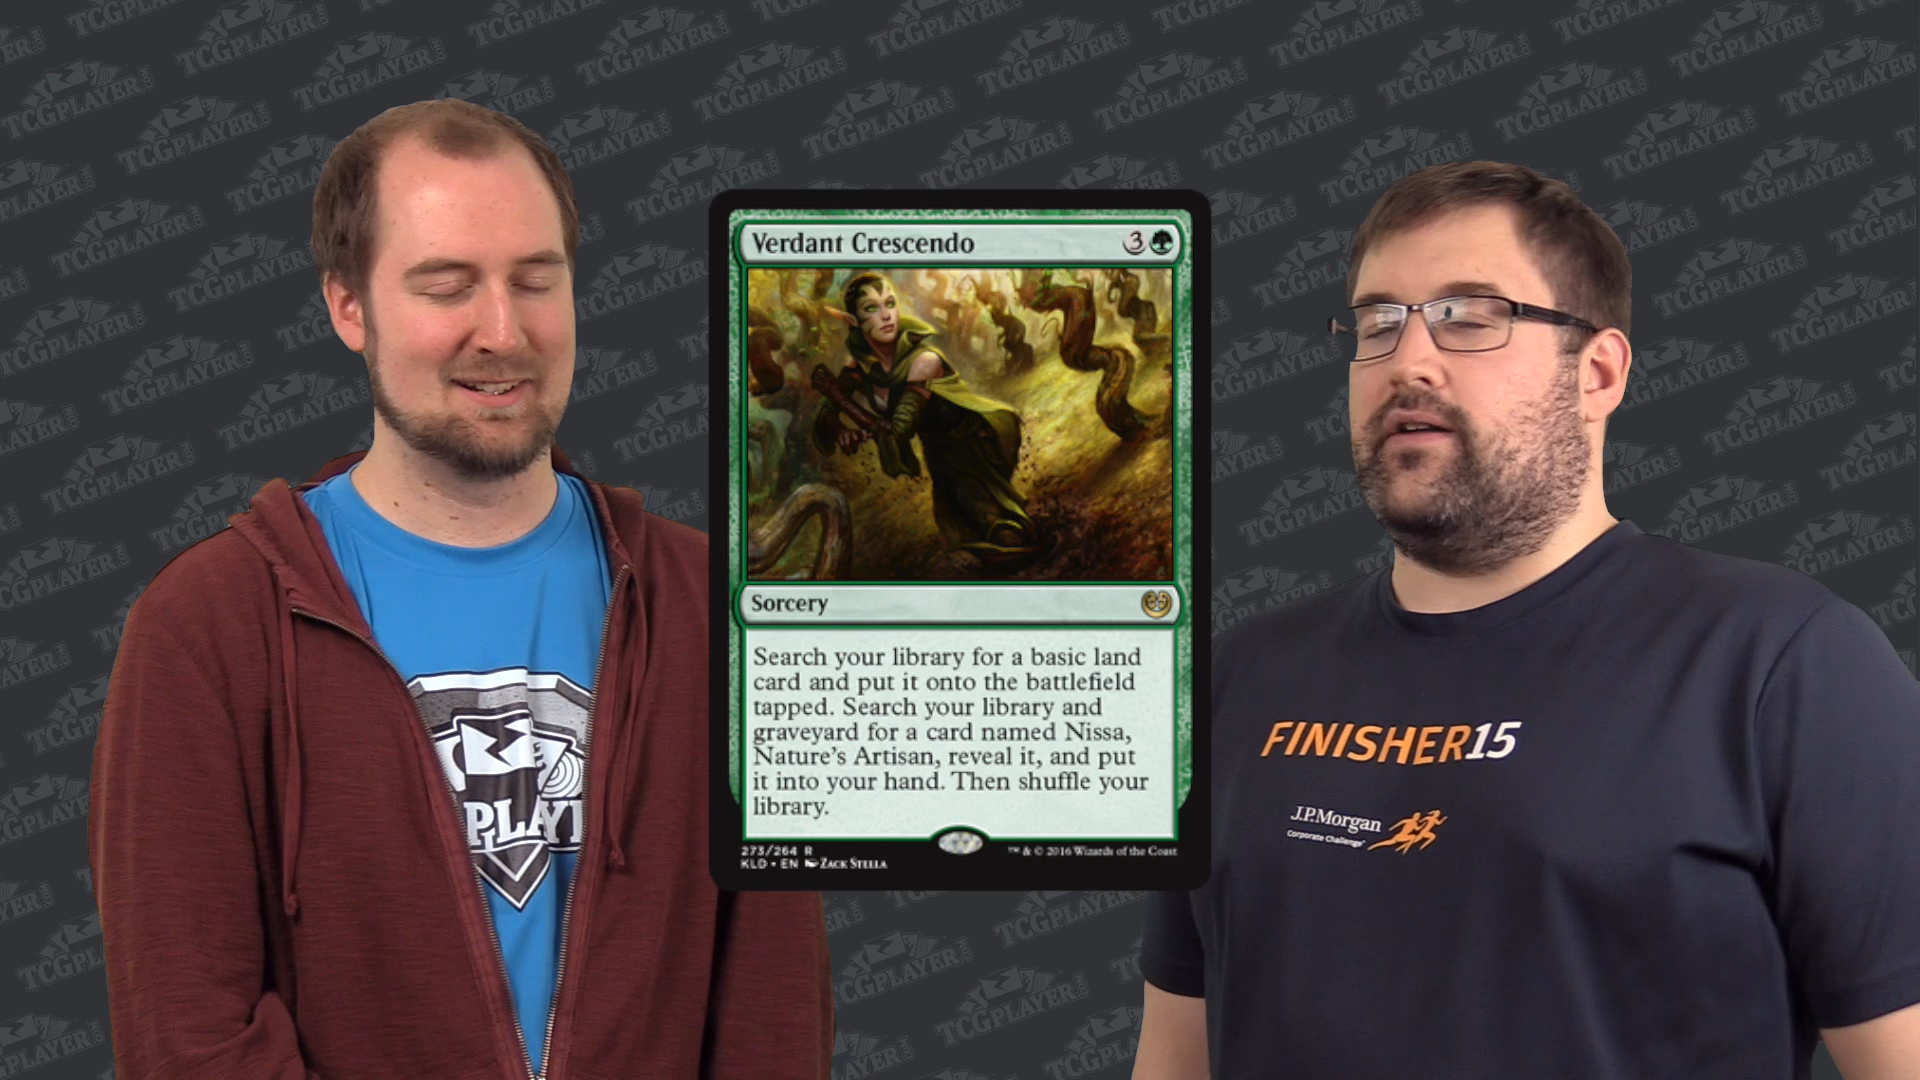 TCGPLAYER.COM
Verdant Crescendo
3
Sorcery
Search your library for a basic land
card and put it onto the battlefield
tapped. Search your library and
graveyard for a card named Nissa,
Nature's Artisan, reveal it, and put
it into your hand. Then shuffle your
library.
273/264 R
KLD • EN ZACK STELLA
™ & © 2016 Wizards of the Coast
PLAY
FINISHER15
J.P.Morgan
Corporate Challenge